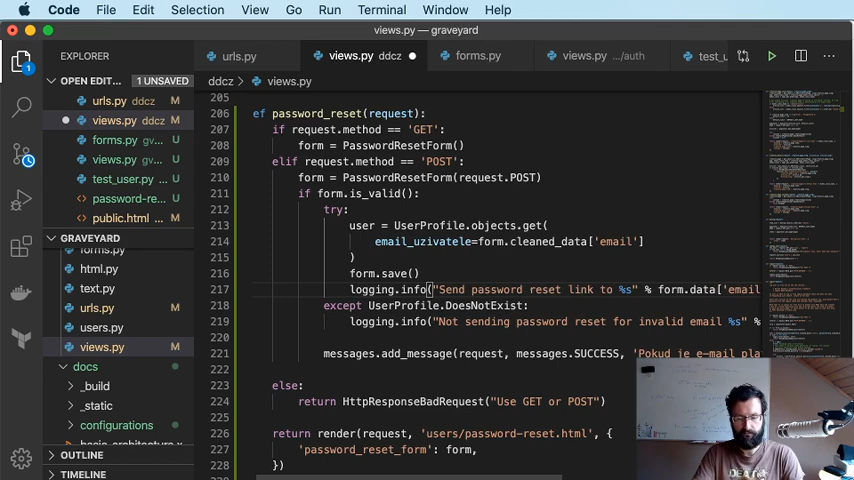 Code File Edit Selection View Go Run Terminal Window Help
views.py — graveyard
EXPLORER
urls.py
views.py ddcz
forms.py
views.py .../auth
test_u
OPEN EDIT...
1 UNSAVED
ddcz > views.py
urls.py ddcz M
views.py ddcz M
forms.py gv... U
views.py gv... U
test_user.py ... U
password-re... U
public.html ... M
GRAVEYARD
forms.py
html.py
text.py
urls.py M
users.py
views.py M
docs
_build
_static
configurations
OUTLINE
TIMELINE
1
205
206 ef password_reset(request):
207 if request.method == 'GET':
208 form = PasswordResetForm()
209 elif request.method == 'POST':
210 form = PasswordResetForm(request.POST)
211 if form.is_valid():
212 try:
213 user = UserProfile.objects.get(
214 email_uzivatele=form.cleaned_data['email']
215 )
216 form.save()
217 logging.info("Send password reset link to %s" % form.data['email
218 except UserProfile.DoesNotExist:
219 logging.info("Not sending password reset for invalid email %s" %
220
221 messages.add_message(request, messages.SUCCESS, 'Pokud je e-mail pla
222
223 else:
224 return HttpResponseBadRequest("Use GET or POST")
225
226 return render(request, 'users/password-reset.html', {
227 'password_reset_form': form,
228 })